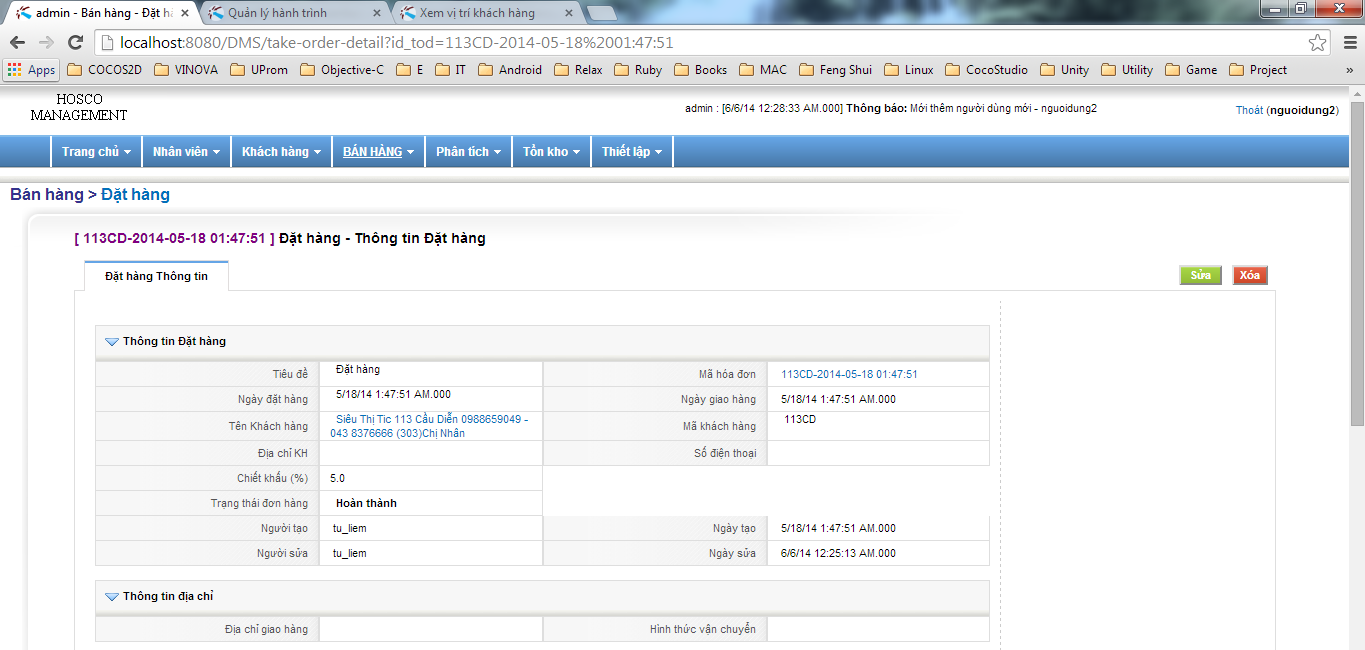 admin - Bán hàng - Đặt h
Quản lý hành trình
Xem vị trí khách hàng
localhost:8080/DMS/take-order-detail?id_tod=113CD-2014-05-18%2001:47:51
Apps COCOS2D VINOVA UProm Objective-C E IT Android Relax Ruby Books MAC Feng Shui Linux CocoStudio Unity Utility Game Project »
HOSCO
MANAGEMENT
admin : [6/6/14 12:28:33 AM.000] Thông báo: Mới thêm người dùng mới - nguoidung2
Thoát (nguoidung2)
Trang chủ Nhân viên Khách hàng BÁN HÀNG Phân tích Tồn kho Thiết lập
Bán hàng > Đặt hàng
[ 113CD-2014-05-18 01:47:51 ] Đặt hàng - Thông tin Đặt hàng
Đặt hàng Thông tin
Sửa Xóa
Thông tin Đặt hàng
Tiêu đề Đặt hàng Mã hóa đơn 113CD-2014-05-18 01:47:51
Ngày đặt hàng 5/18/14 1:47:51 AM.000 Ngày giao hàng 5/18/14 1:47:51 AM.000
Tên Khách hàng Siêu Thị Tic 113 Cầu Diễn 0988659049 -
043 8376666 (303)Chị Nhân
Mã khách hàng 113CD
Địa chỉ KH Số điện thoại
Chiết khấu (%) 5.0
Trạng thái đơn hàng Hoàn thành
Người tạo tu_liem Ngày tạo 5/18/14 1:47:51 AM.000
Người sửa tu_liem Ngày sửa 6/6/14 12:25:13 AM.000
Thông tin địa chỉ
Địa chỉ giao hàng Hình thức vận chuyển